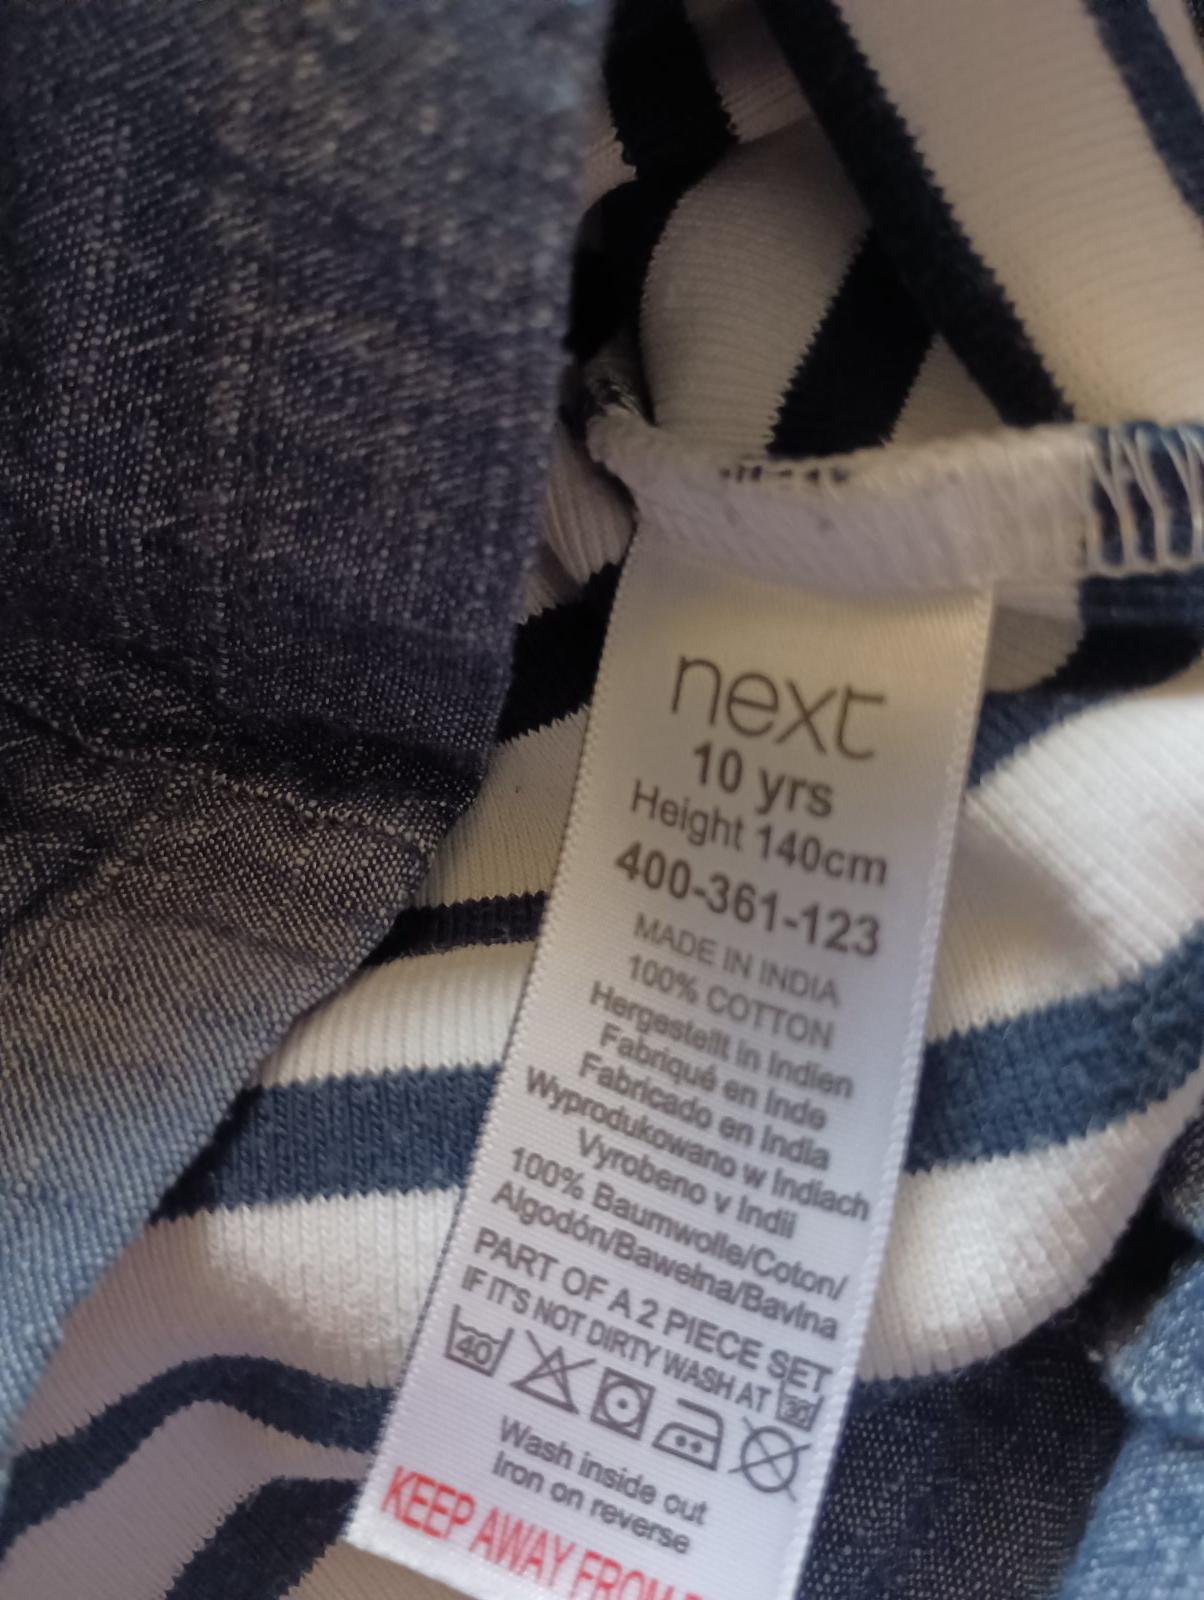 next
10 yrs
Height 140cm
400-361-123
MADE IN INDIA
100% COTTON
Hergestellt in Indien
Fabriqué en Inde
Fabricado en India
Wyprodukowano w Indiach
Vyrobeno v Indii
100% Baumwolle/Coton/
Algodón/Bawełna/Bavlna
PART OF A 2 PIECE SET
IF IT'S NOT DIRTY WASH AT 30
40
Wash inside out
Iron on reverse
KEEP AWAY FROM